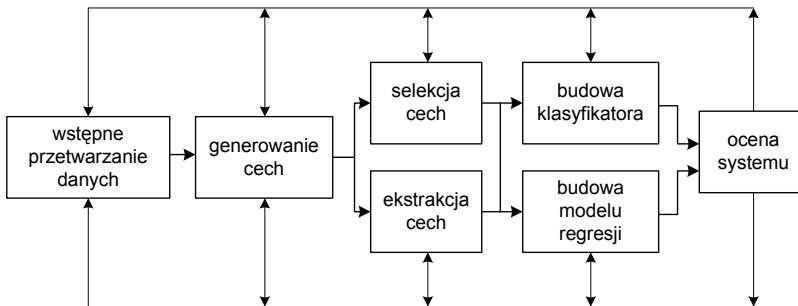 wstępne
przetwarzanie
danych
generowanie
cech
selekcja
cech
ekstrakcja
cech
budowa
klasyfikatora
budowa
modelu
regresji
ocena
systemu